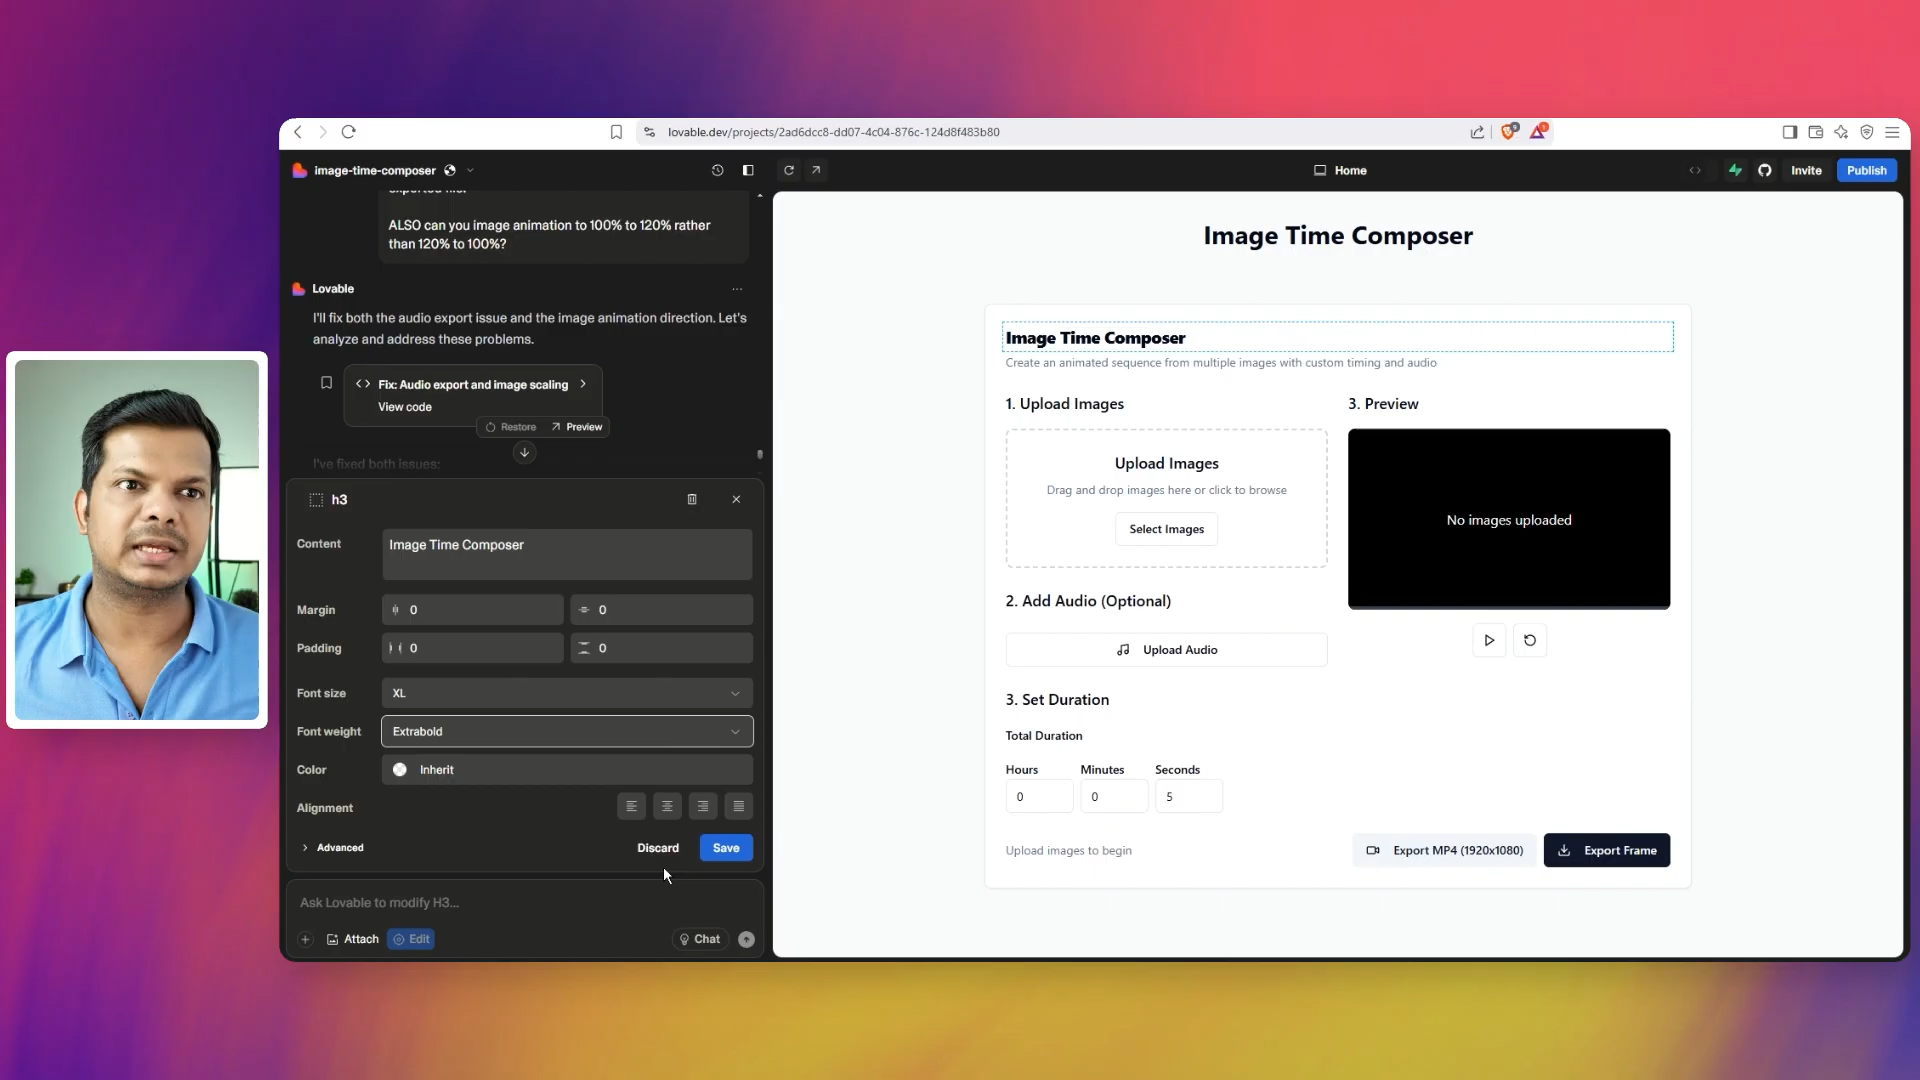 lovable.dev/projects/2ad6dcc8-dd07-4c04-876c-124d8f483b80
image-time-composer
Home
Invite
Publish
exported file.
ALSO can you image animation to 100% to 120% rather
than 120% to 100%?
Lovable
I'll fix both the audio export issue and the image animation direction. Let's
analyze and address these problems.
Fix: Audio export and image scaling
View code
Restore
Preview
I've fixed both issues:
h3
Content
Image Time Composer
Margin
0
0
Padding
0
0
Font size
XL
Font weight
Extrabold
Color
Inherit
Alignment
Advanced
Discard
Save
Ask Lovable to modify H3...
Attach
Edit
Chat
Image Time Composer
Image Time Composer
Create an animated sequence from multiple images with custom timing and audio
1. Upload Images
Upload Images
Drag and drop images here or click to browse
Select Images
2. Add Audio (Optional)
Upload Audio
3. Set Duration
Total Duration
Hours
Minutes
Seconds
0
0
5
3. Preview
No images uploaded
Upload images to begin
Export MP4 (1920x1080)
Export Frame